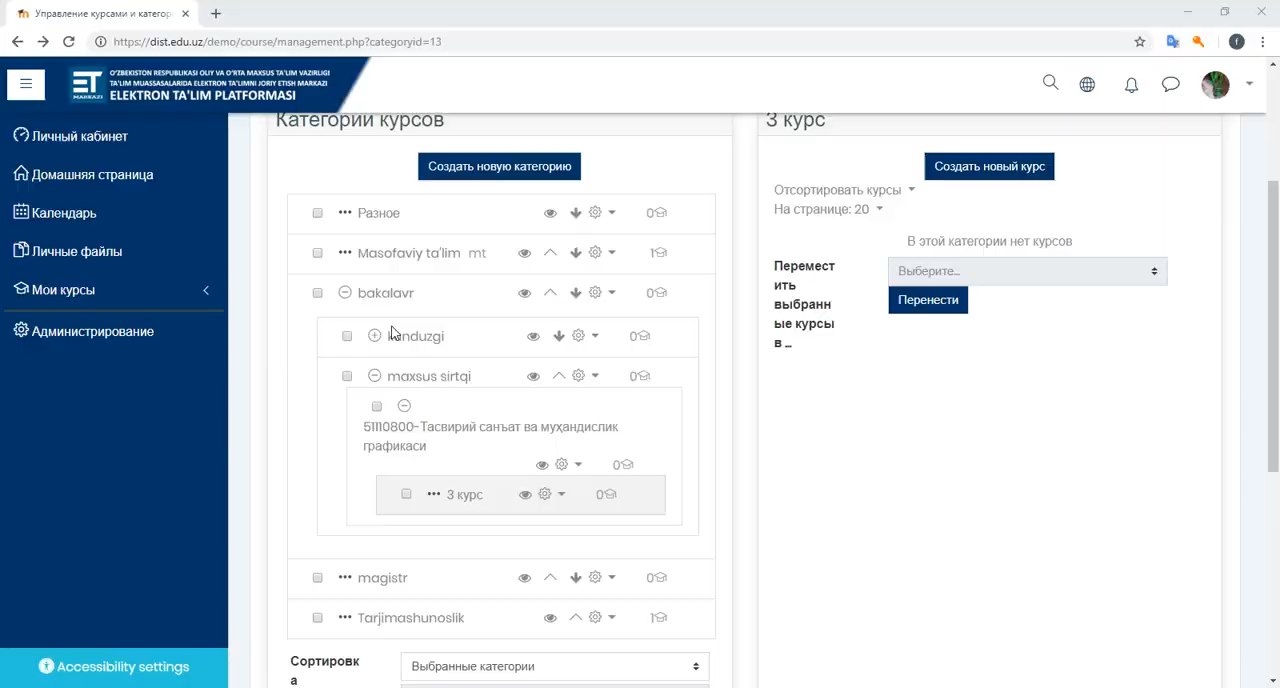 Управление курсами и категор
https://dist.edu.uz/demo/course/management.php?categoryid=13
f
ET
MARKAZI
O'ZBEKISTON RESPUBLIKASI OLIY VA O'RTA MAXSUS TA'LIM VAZIRLIGI
TA'LIM MUASSASALARIDA ELEKTRON TA'LIMNI JORIY ETISH MARKAZI
ELEKTRON TA'LIM PLATFORMASI
Личный кабинет
Домашняя страница
Календарь
Личные файлы
Мои курсы
Администрирование
Accessibility settings
Категории курсов
Создать новую категорию
Разное 0
Masofaviy ta'lim mt 1
bakalavr 0
kunduzgi 0
maxsus sirtqi 0
5110800-Тасвирий санъат ва муҳандислик
графикаси
0
3 курс 0
magistr 0
Tarjimashunoslik 1
Сортировк
а
Выбранные категории
3 курс
Создать новый курс
Отсортировать курсы
На странице: 20
В этой категории нет курсов
Перемест
ить
выбранн
ые курсы
в ...
Выберите...
Перенести